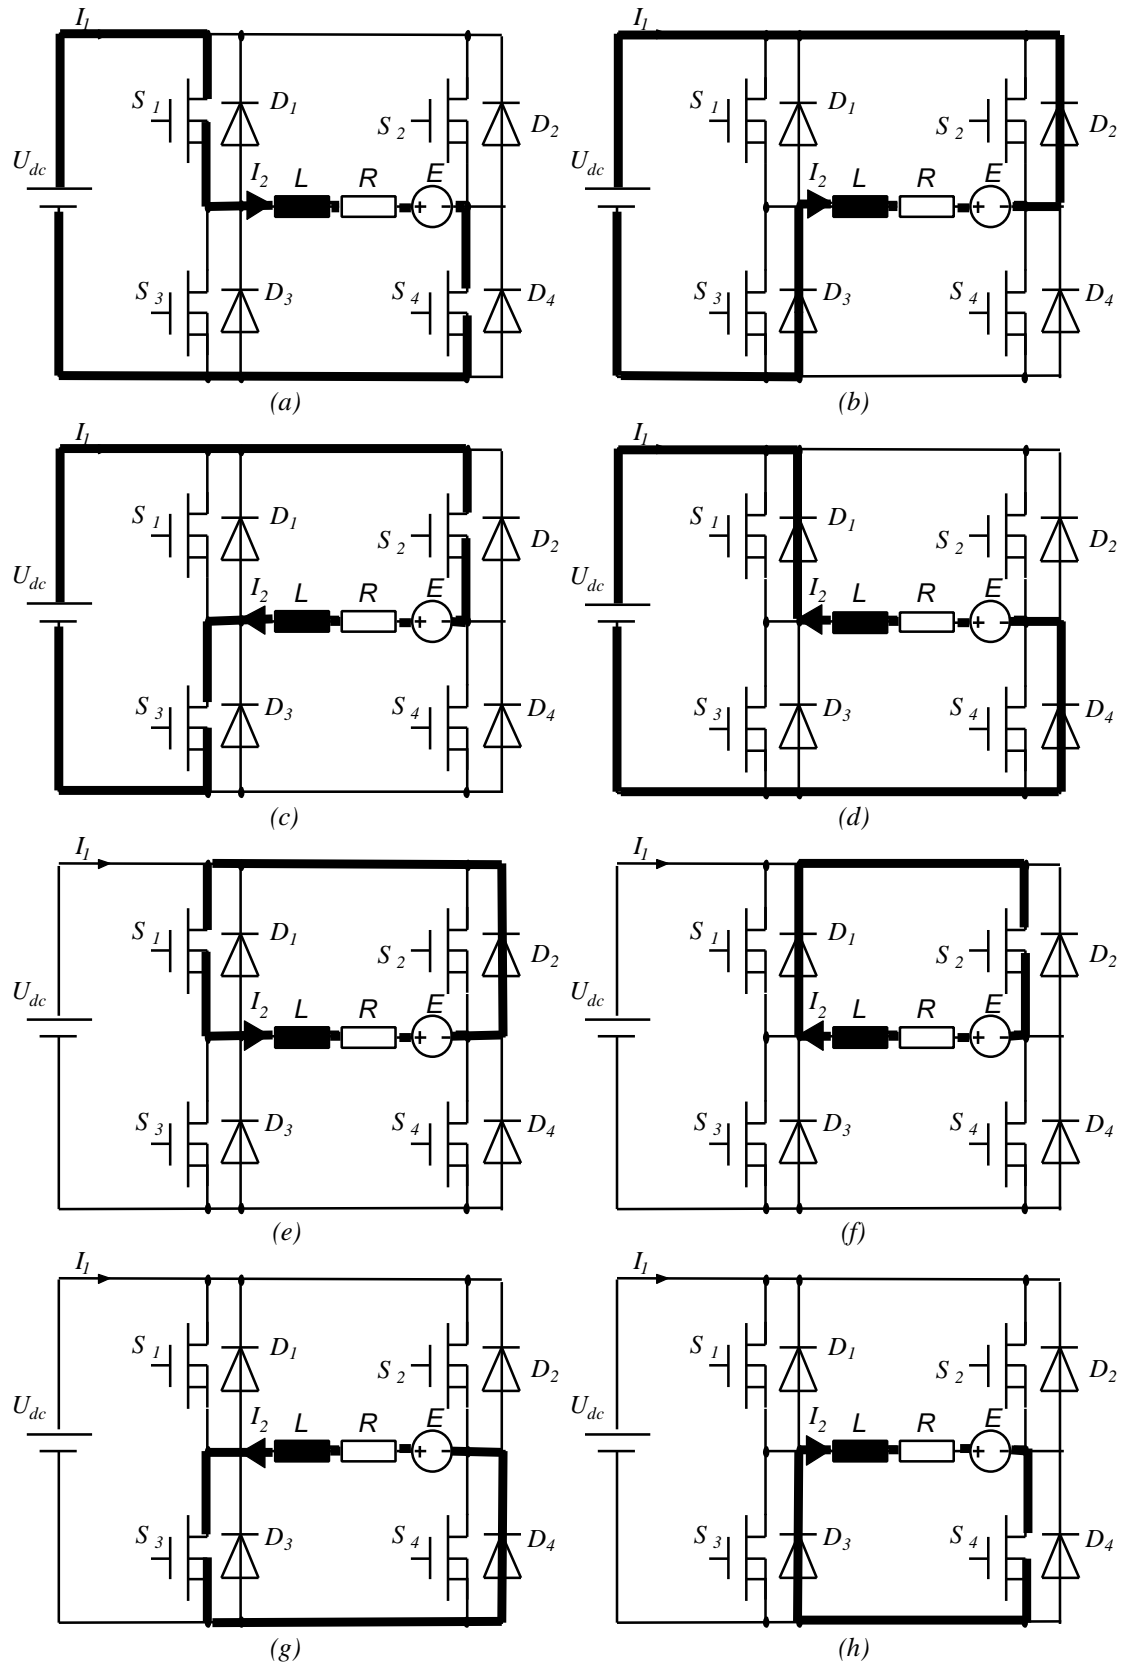 I1 I1
S1 D1 S2 D2 S1 D1 S2 D2
Udc I2 L R E Udc I2 L R E
+ − + −
S3 D3 S4 D4 S3 D3 S4 D4
(a) (b)
I1 I1
S1 D1 S2 D2 S1 D1 S2 D2
Udc I2 L R E Udc I2 L R E
+ − + −
S3 D3 S4 D4 S3 D3 S4 D4
(c) (d)
I1 I1
S1 D1 S2 D2 S1 D1 S2 D2
Udc I2 L R E Udc I2 L R E
+ − + −
S3 D3 S4 D4 S3 D3 S4 D4
(e) (f)
I1 I1
S1 D1 S2 D2 S1 D1 S2 D2
Udc I2 L R E Udc I2 L R E
+ − + −
S3 D3 S4 D4 S3 D3 S4 D4
(g) (h)